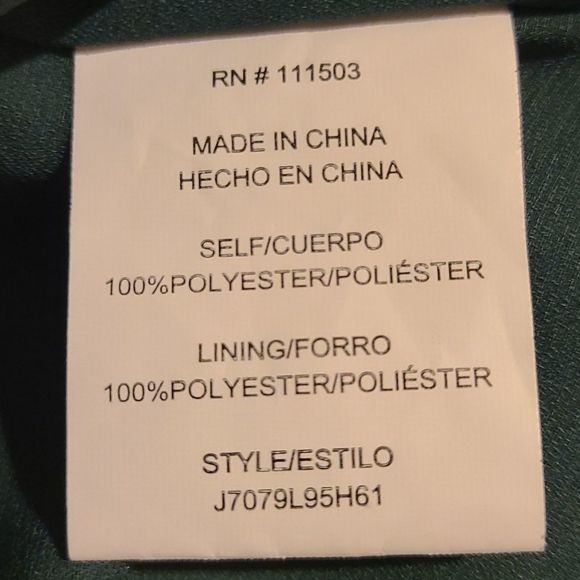 RN # 111503
MADE IN CHINA
HECHO EN CHINA
SELF/CUERPO
100%POLYESTER/POLIÉSTER
LINING/FORRO
100%POLYESTER/POLIÉSTER
STYLE/ESTILO
J7079L95H61